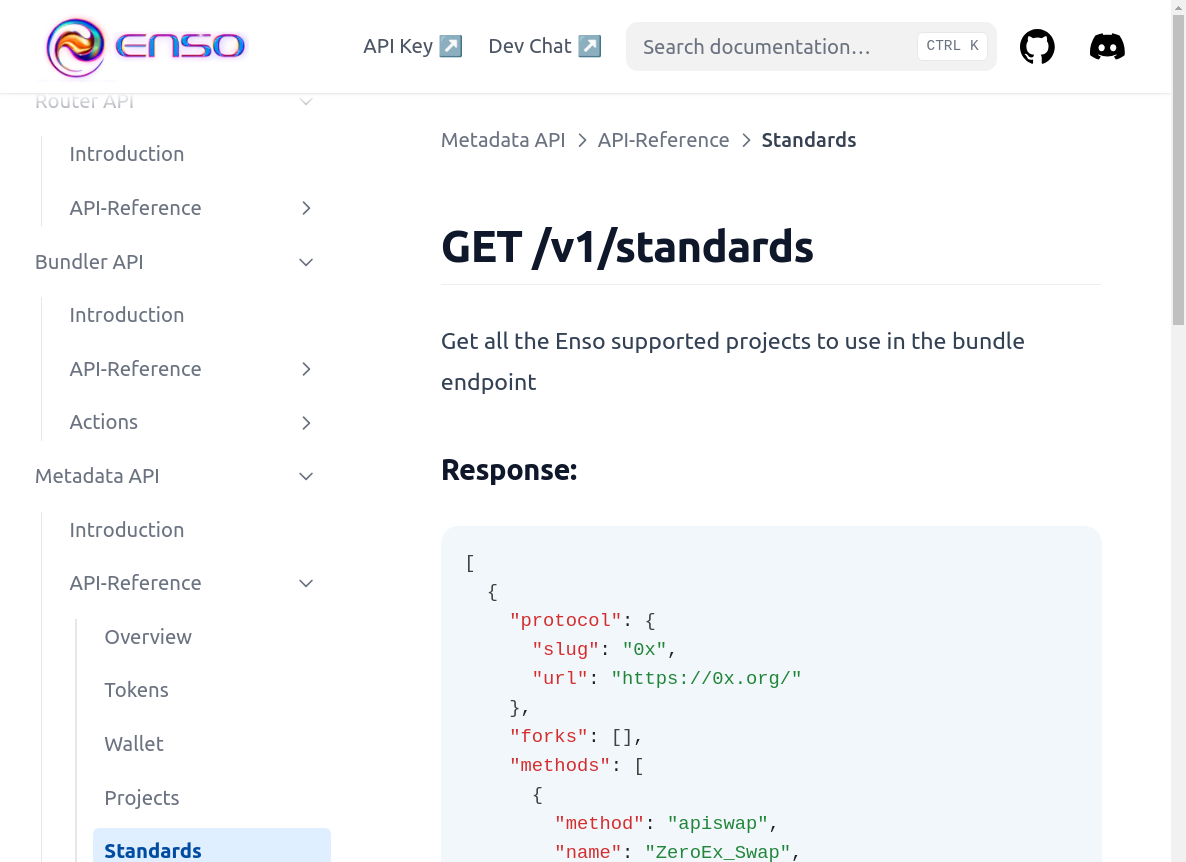 ENSO
API Key ↗
Dev Chat ↗
Search documentation…
CTRL K
Router API
Introduction
API-Reference
Bundler API
Introduction
API-Reference
Actions
Metadata API
Introduction
API-Reference
Overview
Tokens
Wallet
Projects
Standards
Metadata API > API-Reference > Standards
GET /v1/standards
Get all the Enso supported projects to use in the bundle
endpoint
Response:
[
  {
    "protocol": {
      "slug": "0x",
      "url": "https://0x.org/"
    },
    "forks": [],
    "methods": [
      {
        "method": "apiswap",
        "name": "ZeroEx_Swap",